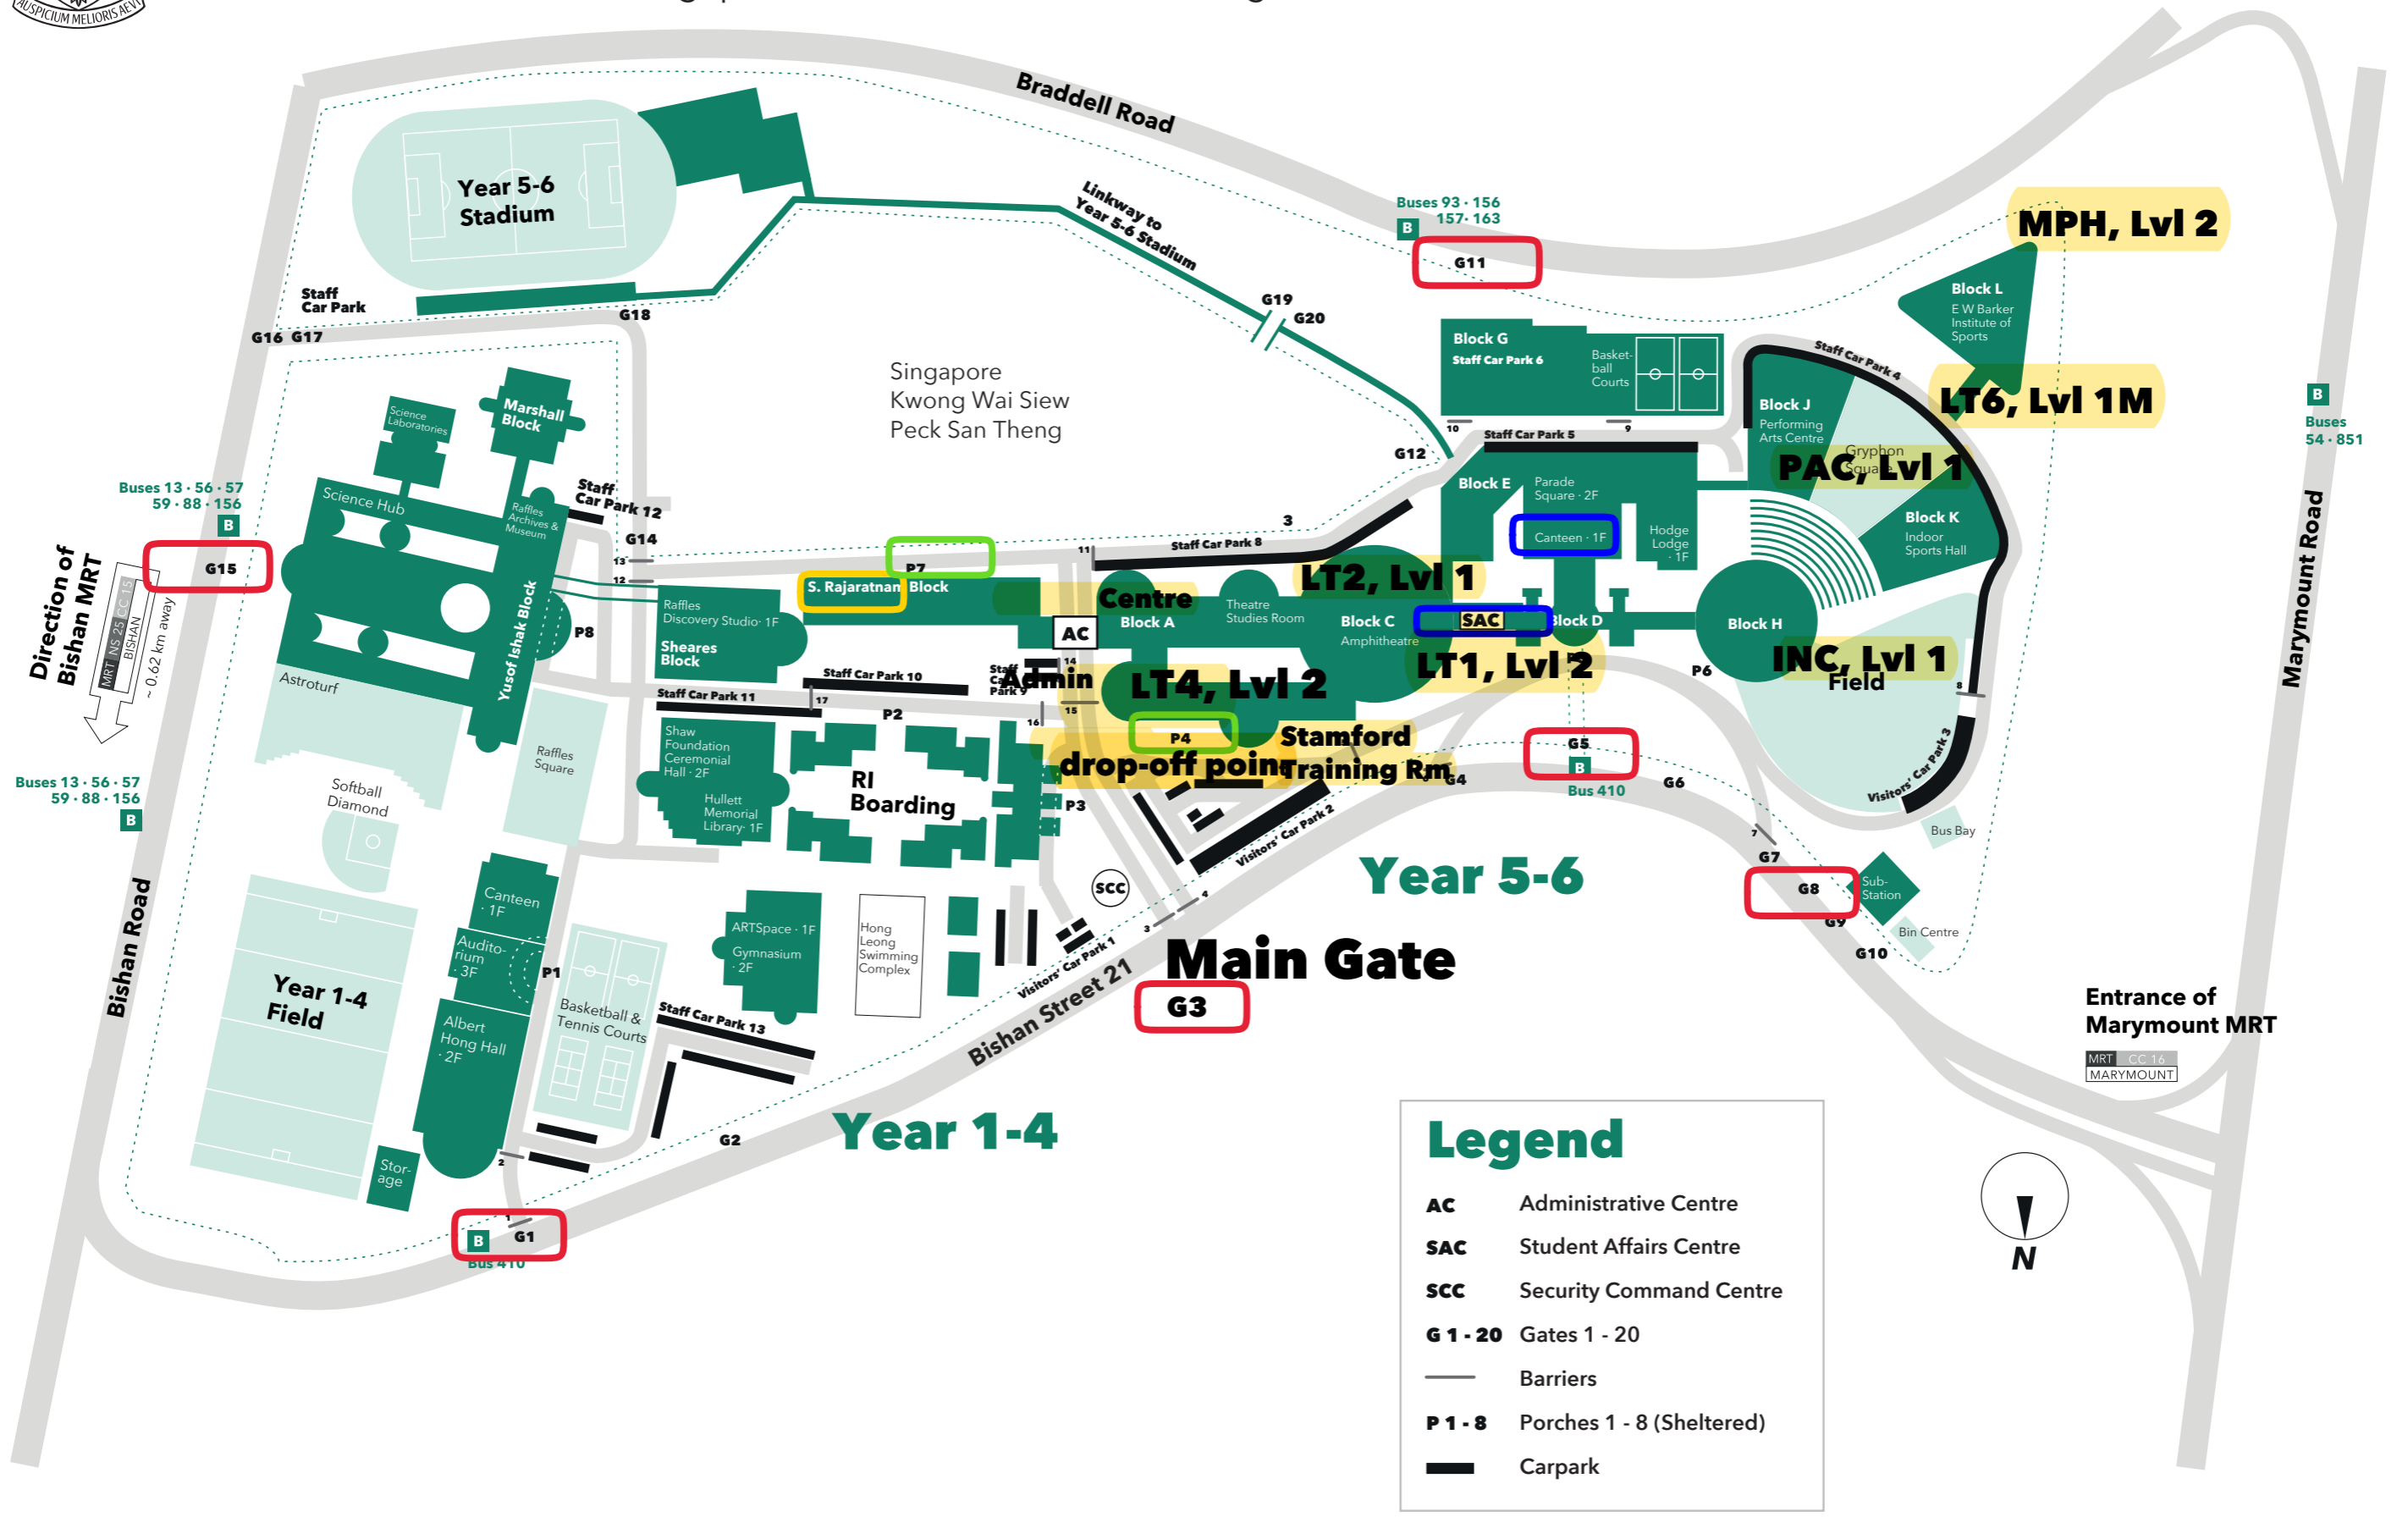 AUSPICIUM MELIORIS AEVI
Braddell Road
Year 5-6
Stadium
Linkway to
Year 5-6 Stadium
Buses 93 · 156
157 · 163
B
G11
MPH, Lvl 2
Block L
E W Barker
Institute of
Sports
Staff
Car Park
G16 G17
G18
G19
G20
Singapore
Kwong Wai Siew
Peck San Theng
Block G
Staff Car Park 6
Basket-
ball
Courts
Staff Car Park 4
LT6, Lvl 1M
B
Buses
54 · 851
10
9
Staff Car Park 5
G12
Block J
Performing
Arts Centre
Gryphon
Square
PAC, Lvl 1
Block E
Parade
Square · 2F
Canteen · 1F
Hodge
Lodge
· 1F
Block K
Indoor
Sports Hall
Marymount Road
Science
Laboratories
Marshall
Block
Science Hub
Raffles
Archives &
Museum
Staff
Car Park 12
Buses 13 · 56 · 57
59 · 88 · 156
B
G15
Direction of
Bishan MRT
MRT NS 25 CC 15
BISHAN
~ 0.62 km away
G14
13
12
3
11
Staff Car Park 8
P7
S. Rajaratnam Block
Raffles
Discovery Studio· 1F
Sheares
Block
Yusof Ishak Block
P8
Centre
Block A
AC
Theatre
Studies Room
LT2, Lvl 1
Block C
Amphitheatre
SAC
Block D
LT1, Lvl 2
Block H
INC, Lvl 1
Field
P6
8
Staff
Park 9
14
Admin
LT4, Lvl 2
Staff Car Park 10
Staff Car Park 11
17
P2
16
15
P4
drop-off point
Stamford
Training Rm
G4
G5
B
Bus 410
G6
Visitors' Car Park 3
Bus Bay
7
G7
G8
G9
G10
Sub-
Station
Bin Centre
Astroturf
Raffles
Square
Shaw
Foundation
Ceremonial
Hall · 2F
Hullett
Memorial
Library· 1F
RI
Boarding
P3
Visitors' Car Park 2
Buses 13 · 56 · 57
59 · 88 · 156
B
Softball
Diamond
Bishan Road
SCC
4
3
Year 5-6
Main Gate
G3
Canteen
· 1F
Audito-
rium
· 3F
P1
Albert
Hong Hall
· 2F
Basketball &
Tennis Courts
ARTSpace · 1F
Gymnasium
· 2F
Hong
Leong
Swimming
Complex
Visitors' Car Park 1
Bishan Street 21
Staff Car Park 13
Year 1-4
Field
Year 1-4
G2
Stor-
age
2
1
B
G1
Bus 410
Entrance of
Marymount MRT
MRT CC 16
MARYMOUNT
N
Legend
AC Administrative Centre
SAC Student Affairs Centre
SCC Security Command Centre
G 1 - 20 Gates 1 - 20
Barriers
P 1 - 8 Porches 1 - 8 (Sheltered)
Carpark